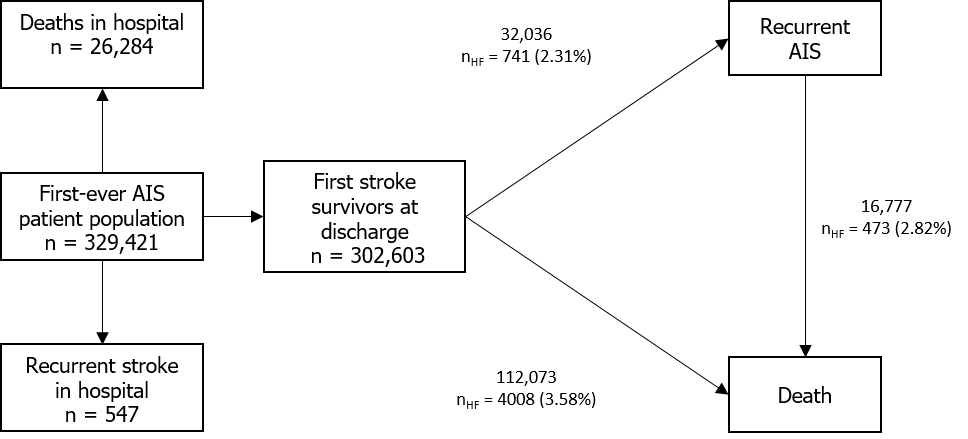 Deaths in hospital
n = 26,284
First-ever AIS
patient population
n = 329,421
Recurrent stroke
in hospital
n = 547
First stroke
survivors at
discharge
n = 302,603
32,036
nHF = 741 (2.31%)
112,073
nHF = 4008 (3.58%)
Recurrent
AIS
16,777
nHF = 473 (2.82%)
Death